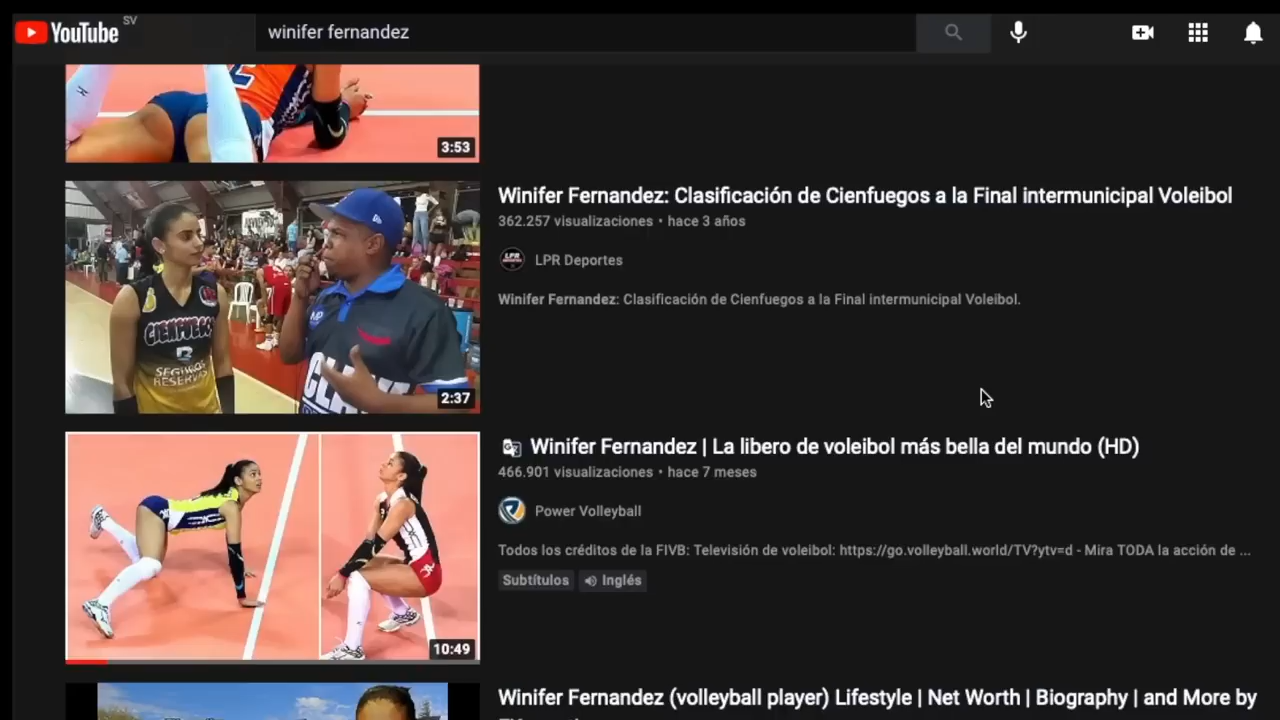 YouTube SV
winifer fernandez
3:53
Winifer Fernandez: Clasificación de Cienfuegos a la Final intermunicipal Voleibol
362.257 visualizaciones • hace 3 años
LPR Deportes
Winifer Fernandez: Clasificación de Cienfuegos a la Final intermunicipal Voleibol.
CIENFUEGOS
SEGUROS
RESERVAS
2:37
Winifer Fernandez | La libero de voleibol más bella del mundo (HD)
466.901 visualizaciones • hace 7 meses
Power Volleyball
Todos los créditos de la FIVB: Televisión de voleibol: https://go.volleyball.world/TV?ytv=d - Mira TODA la acción de ...
Subtítulos Inglés
10:49
Winifer Fernandez (volleyball player) Lifestyle | Net Worth | Biography | and More by